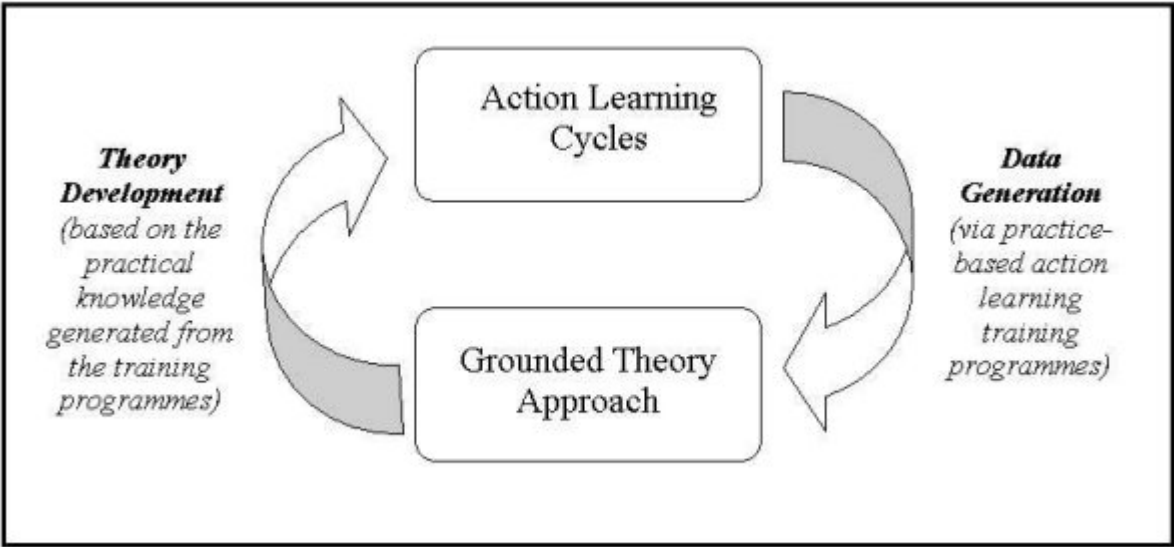 Action Learning
Cycles
Theory
Development
(based on the
practical
knowledge
generated from
the training
programmes)
Data
Generation
(via practice-
based action
learning
training
programmes)
Grounded Theory
Approach